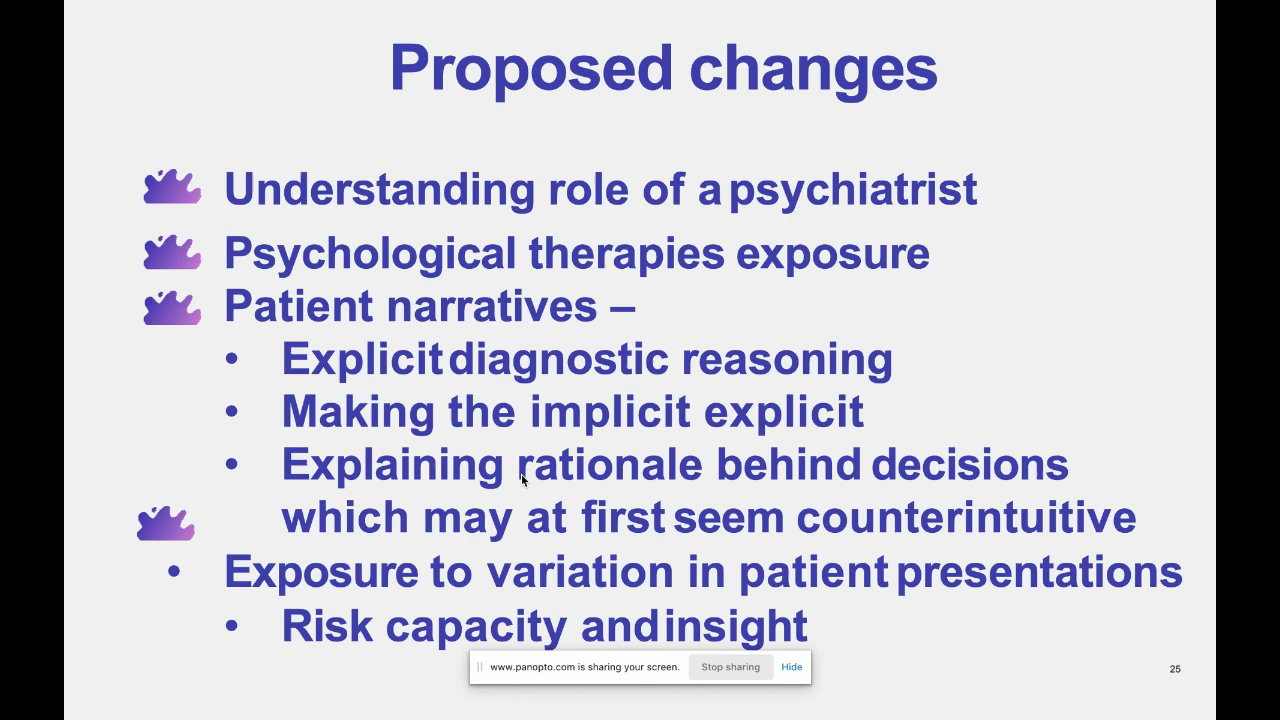 Proposed changes
Understanding role of a psychiatrist
Psychological therapies exposure
Patient narratives –
• Explicit diagnostic reasoning
• Making the implicit explicit
• Explaining rationale behind decisions
which may at first seem counterintuitive
• Exposure to variation in patient presentations
• Risk capacity and insight
www.panopto.com is sharing your screen. Stop sharing Hide
25